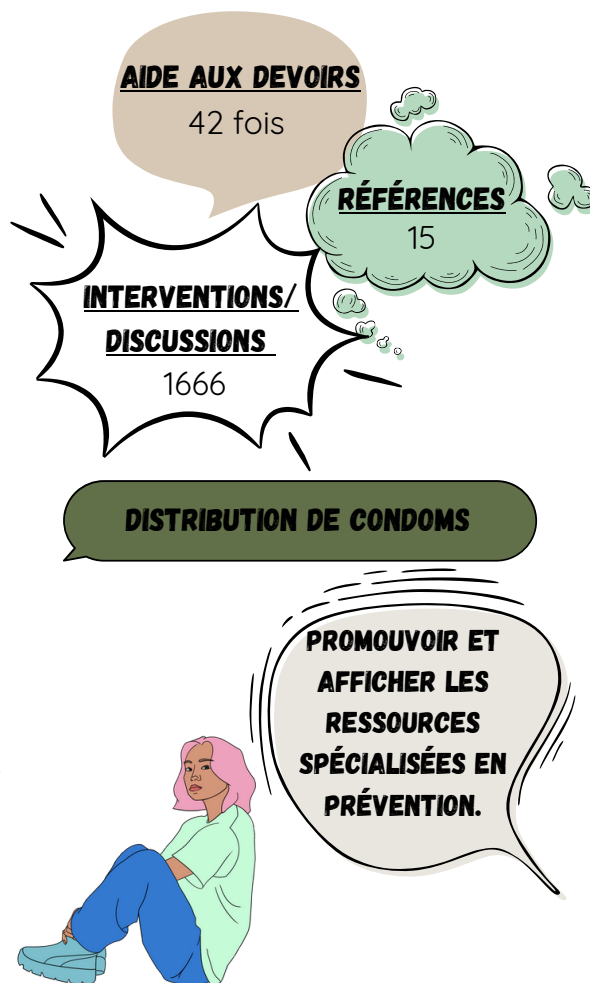 AIDE AUX DEVOIRS
42 fois
RÉFÉRENCES
15
INTERVENTIONS/
DISCUSSIONS
1666
DISTRIBUTION DE CONDOMS
PROMOUVOIR ET
AFFICHER LES
RESSOURCES
SPÉCIALISÉES EN
PRÉVENTION.